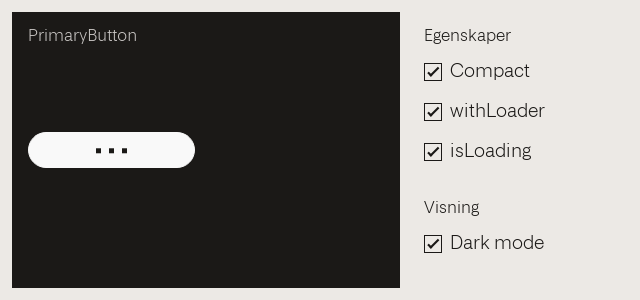 PrimaryButton
Egenskaper
Compact
withLoader
isLoading
Visning
Dark mode